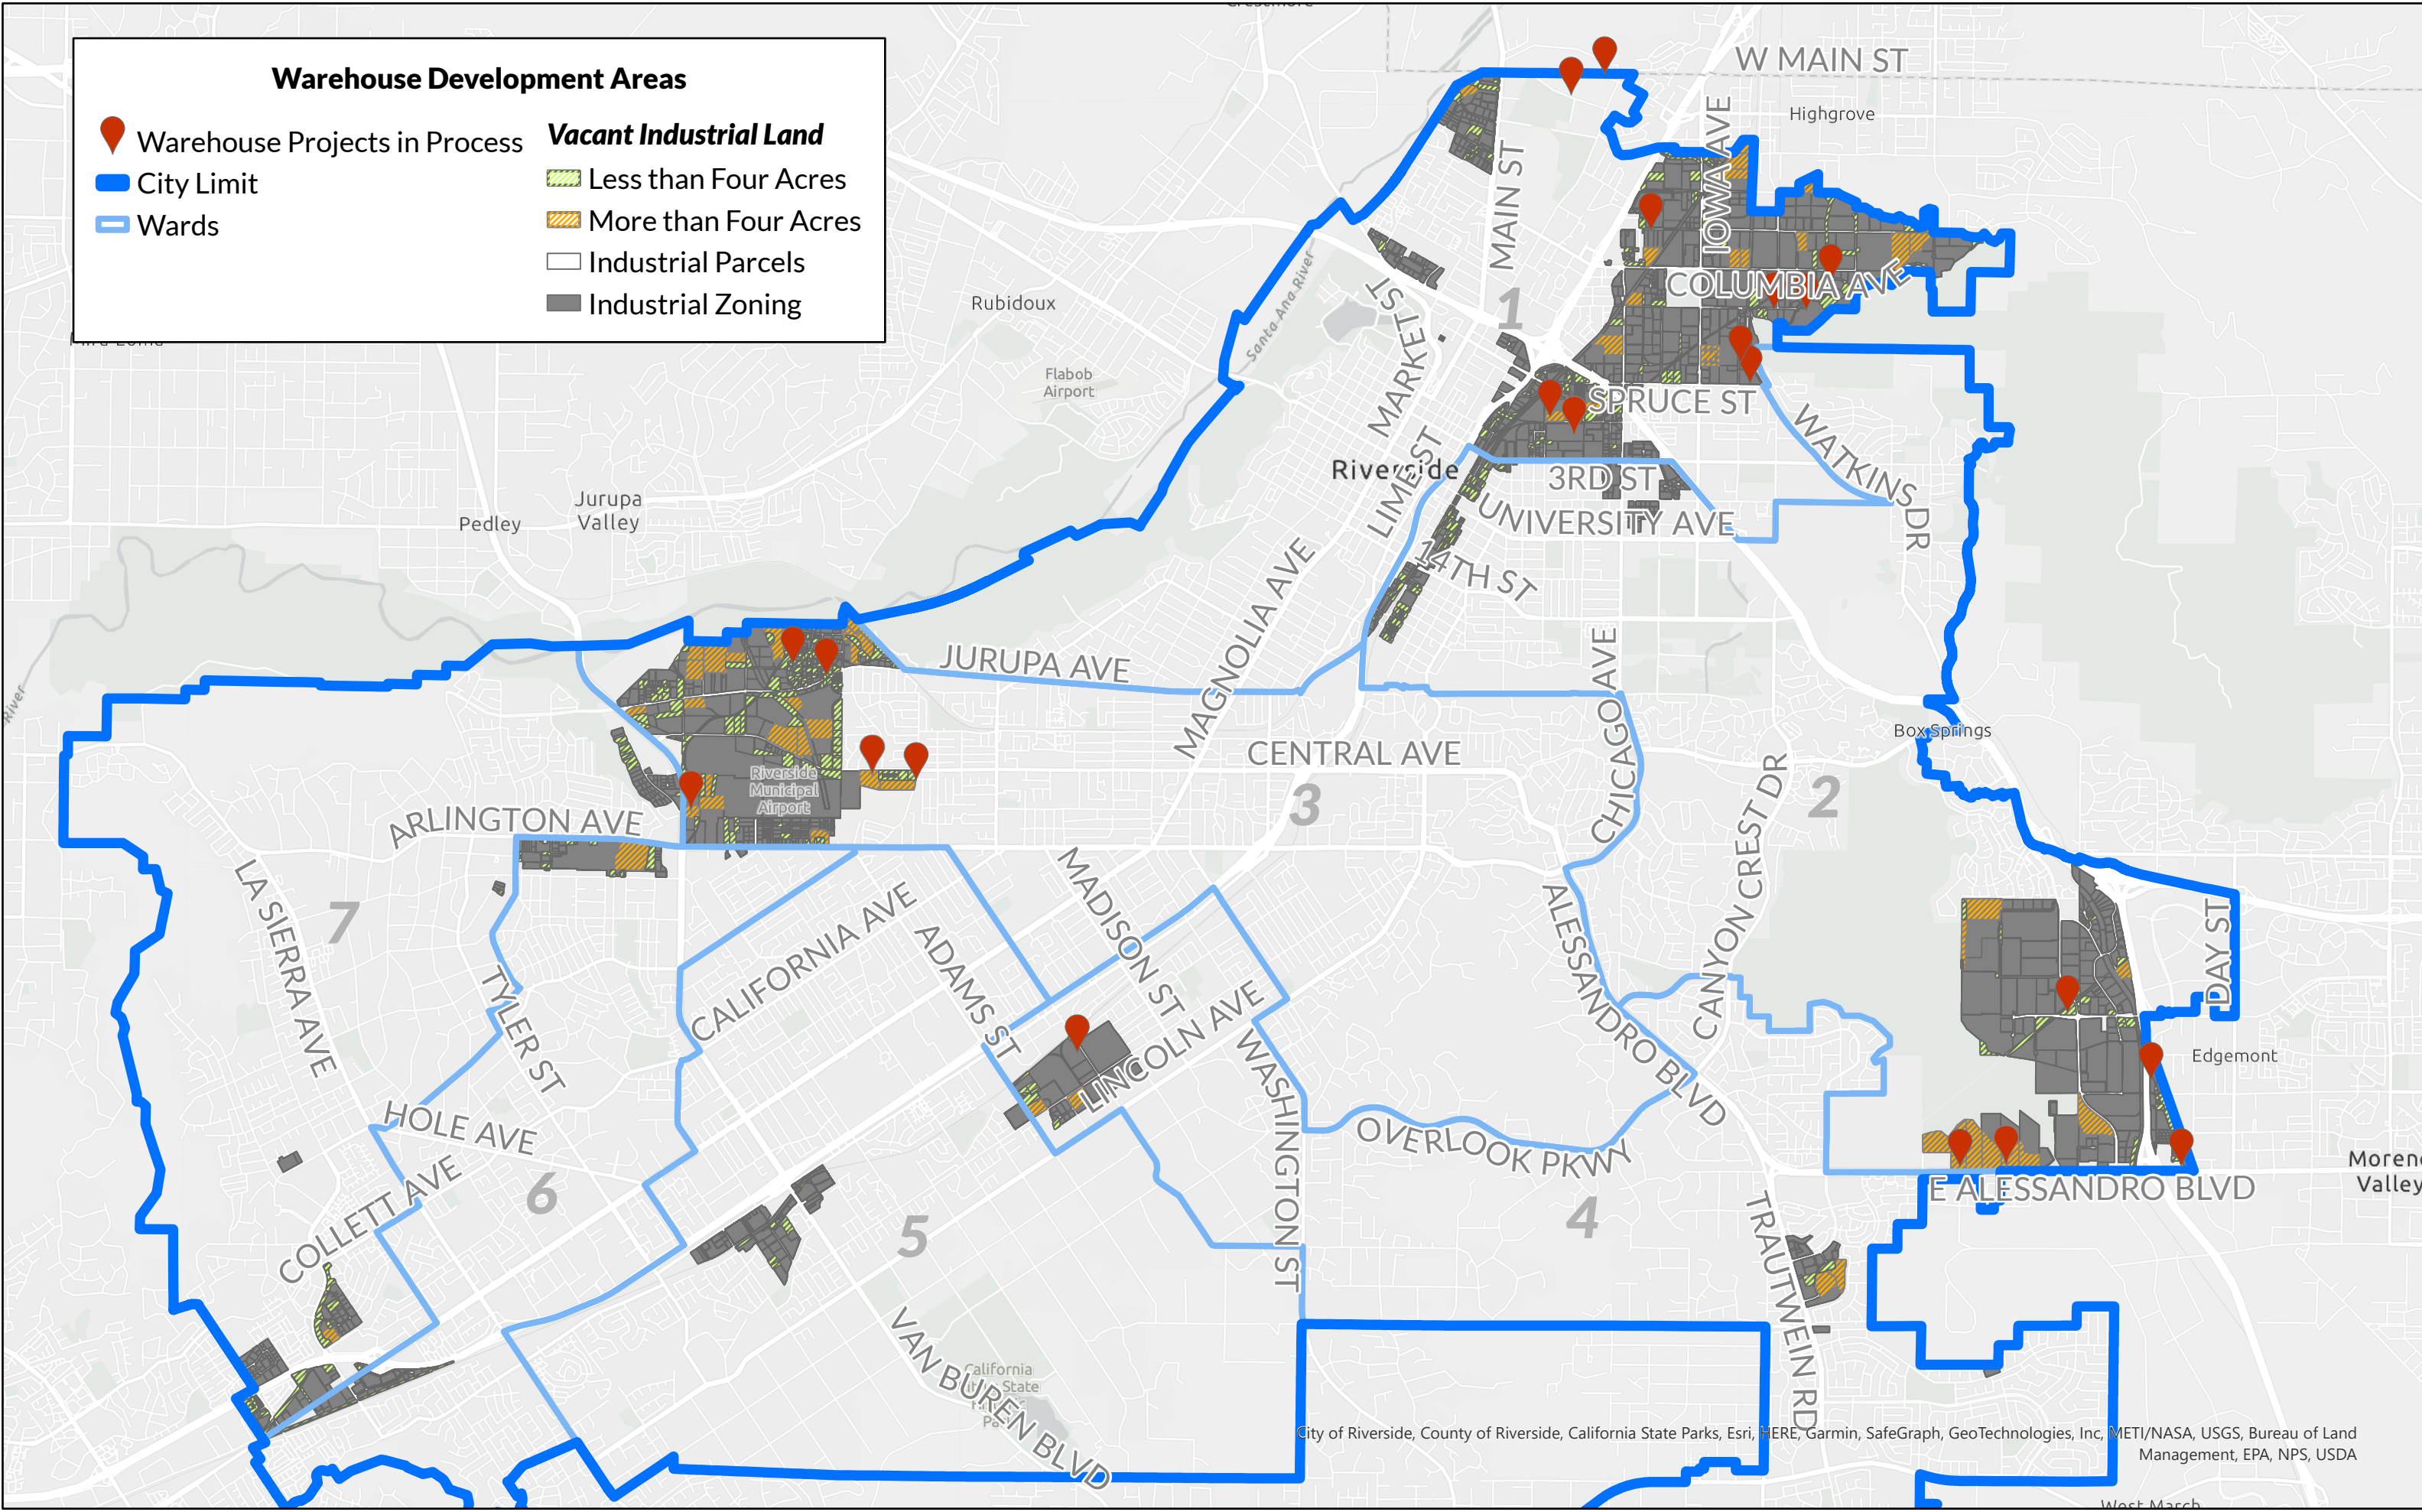 Warehouse Development Areas
Warehouse Projects in Process
City Limit
Wards
Vacant Industrial Land
Less than Four Acres
More than Four Acres
Industrial Parcels
Industrial Zoning
W MAIN ST
Highgrove
IOWA AVE
MAIN ST
COLUMBIA AVE
1
Rubidoux
Santa Ana River
MARKET ST
Flabob
Airport
SPRUCE ST
WATKINS DR
Riverside
LIME ST
3RD ST
UNIVERSITY AVE
14TH ST
Jurupa
Valley
Pedley
River
JURUPA AVE
MAGNOLIA AVE
CHICAGO AVE
Box Springs
CENTRAL AVE
Riverside
Municipal
Airport
3
2
CANYON CREST DR
ARLINGTON AVE
LA SIERRA AVE
7
CALIFORNIA AVE
ADAMS ST
MADISON ST
ALESSANDRO BLVD
DAY ST
TYLER ST
LINCOLN AVE
WASHINGTON ST
Edgemont
HOLE AVE
OVERLOOK PKWY
COLLETT AVE
6
5
4
E ALESSANDRO BLVD
Valley
TRAUTWEIN RD
VAN BUREN BLVD
California
State
City of Riverside, County of Riverside, California State Parks, Esri, HERE, Garmin, SafeGraph, GeoTechnologies, Inc, METI/NASA, USGS, Bureau of Land
Management, EPA, NPS, USDA
West March